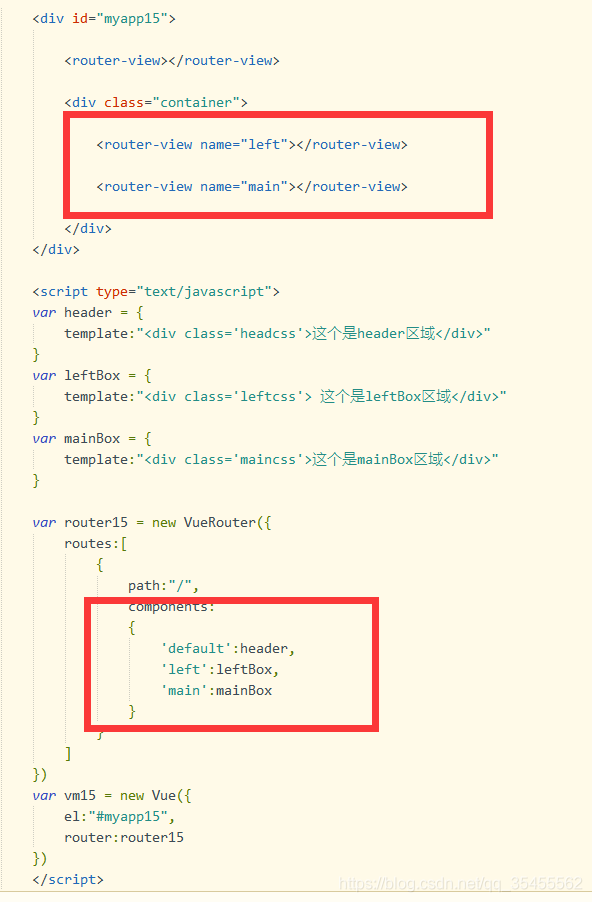 <div id="myapp15">
<router-view></router-view>
<div class="container">
<router-view name="left"></router-view>
<router-view name="main"></router-view>
</div>
</div>
<script type="text/javascript">
var header = {
template:"<div class='headcss'>这个是header区域</div>"
}
var leftBox = {
template:"<div class='leftcss'> 这个是leftBox区域</div>"
}
var mainBox = {
template:"<div class='maincss'>这个是mainBox区域</div>"
}
var router15 = new VueRouter({
routes:[
{
path:"/",
components:
{
'default':header,
'left':leftBox,
'main':mainBox
}
}
]
})
var vm15 = new Vue({
el:"#myapp15",
router:router15
})
</script>
https://blog.csdn.net/qq_35455562